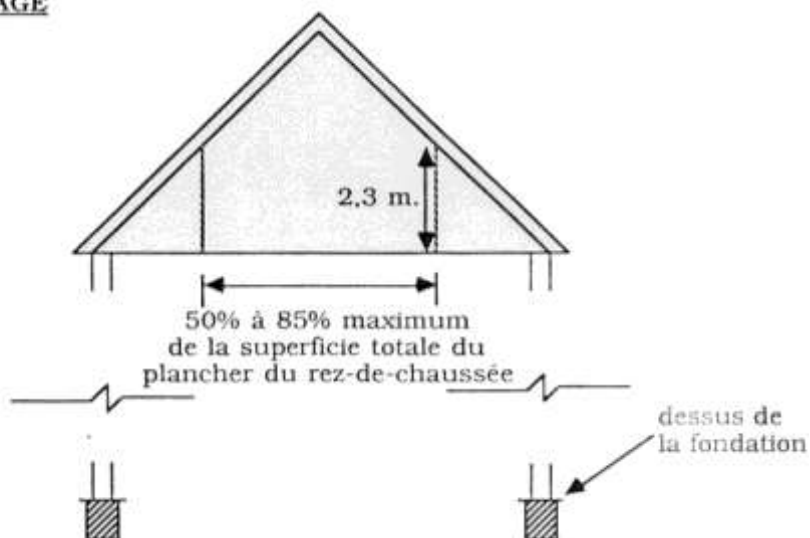 AGE
2,3 m.
50% à 85% maximum
de la superficie totale du
plancher du rez-de-chaussée
dessus de
la fondation